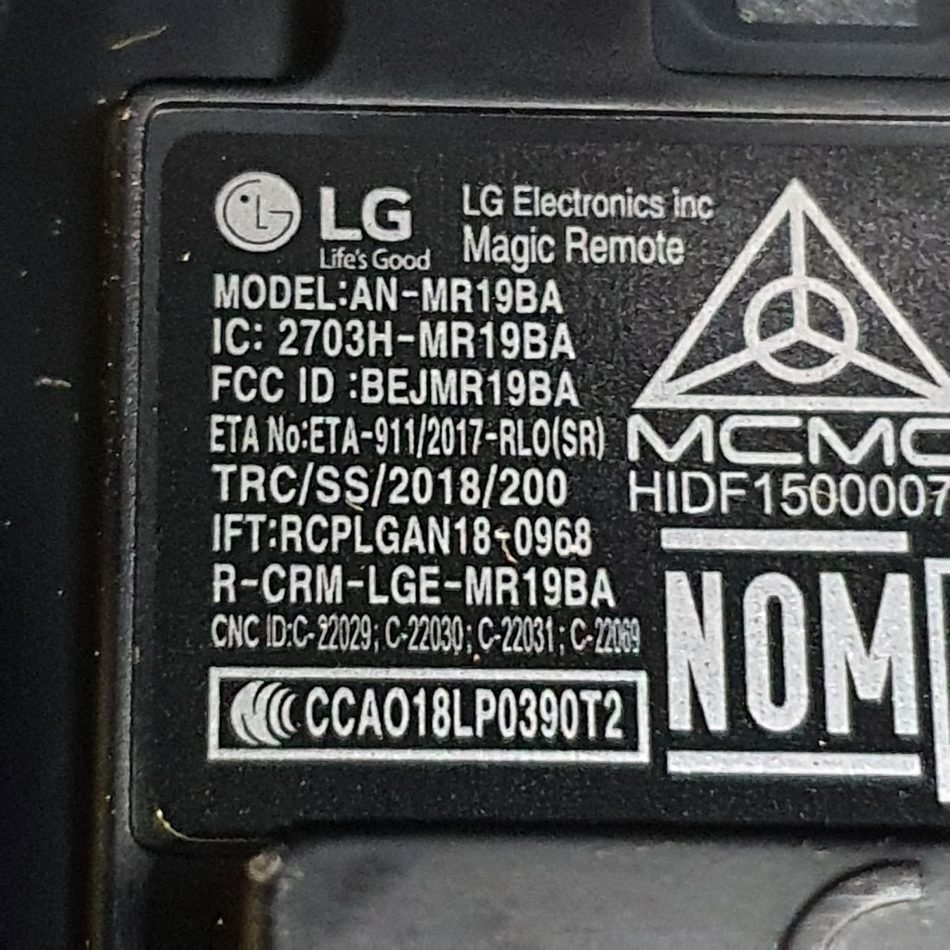 LG
Life's Good
LG Electronics inc
Magic Remote
MODEL:AN-MR19BA
IC: 2703H-MR19BA
FCC ID :BEJMR19BA
ETA No:ETA-911/2017-RLO(SR)
TRC/SS/2018/200
IFT:RCPLGAN18-0968
R-CRM-LGE-MR19BA
CNC ID:C-22029; C-22030; C-22031; C-22069
CCAO18LP0390T2
MCMC
HIDF15000007
NOM